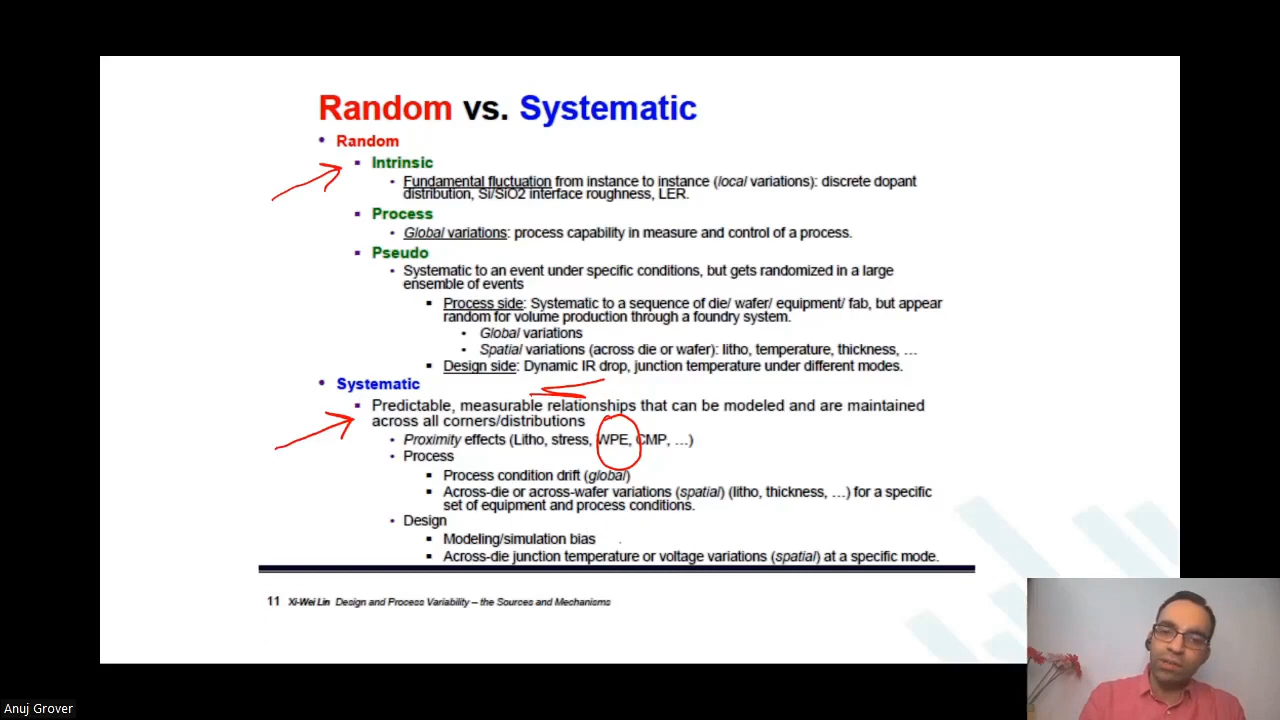 Random vs. Systematic
• Random
▪ Intrinsic
• Fundamental fluctuation from instance to instance (local variations): discrete dopant
distribution, Si/SiO2 interface roughness, LER.
▪ Process
• Global variations: process capability in measure and control of a process.
▪ Pseudo
• Systematic to an event under specific conditions, but gets randomized in a large
ensemble of events
▪ Process side: Systematic to a sequence of die/ wafer/ equipment/ fab, but appear
random for volume production through a foundry system.
• Global variations
• Spatial variations (across die or wafer): litho, temperature, thickness, …
▪ Design side: Dynamic IR drop, junction temperature under different modes.
• Systematic
▪ Predictable, measurable relationships that can be modeled and are maintained
across all corners/distributions
• Proximity effects (Litho, stress, WPE, CMP, …)
• Process
▪ Process condition drift (global)
▪ Across-die or across-wafer variations (spatial) (litho, thickness, …) for a specific
set of equipment and process conditions.
• Design
▪ Modeling/simulation bias
▪ Across-die junction temperature or voltage variations (spatial) at a specific mode.
11 Xi-Wei Lin Design and Process Variability – the Sources and Mechanisms
Anuj Grover